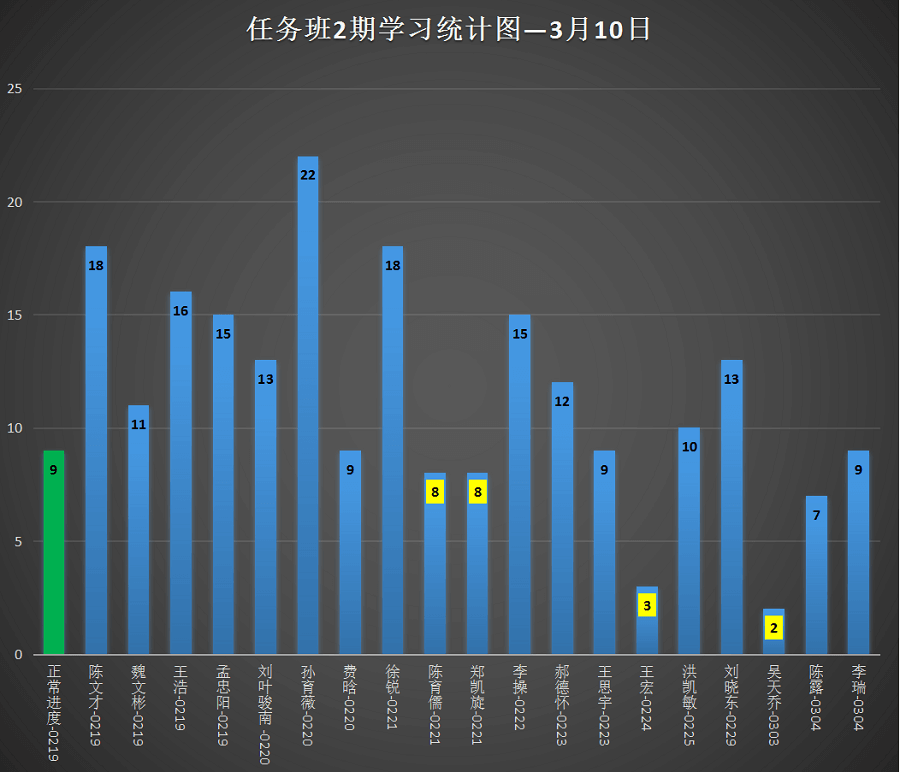 任务班2期学习统计图—3月10日
25
20
15
10
5
0
9
18
11
16
15
13
22
9
18
8
8
15
12
9
3
10
13
2
7
9
正常进度-0219
陈文才-0219
魏文彬-0219
王浩-0219
孟忠阳-0219
刘叶骏南 -0220
孙育薇-0220
费晗-0220
徐锐-0221
陈育儒-0221
郑凯旋-0221
李操-0222
郝德怀-0223
王思宇-0223
王宏-0224
洪凯敏-0225
刘晓东-0229
吴天乔-0303
陈露-0304
李瑞-0304